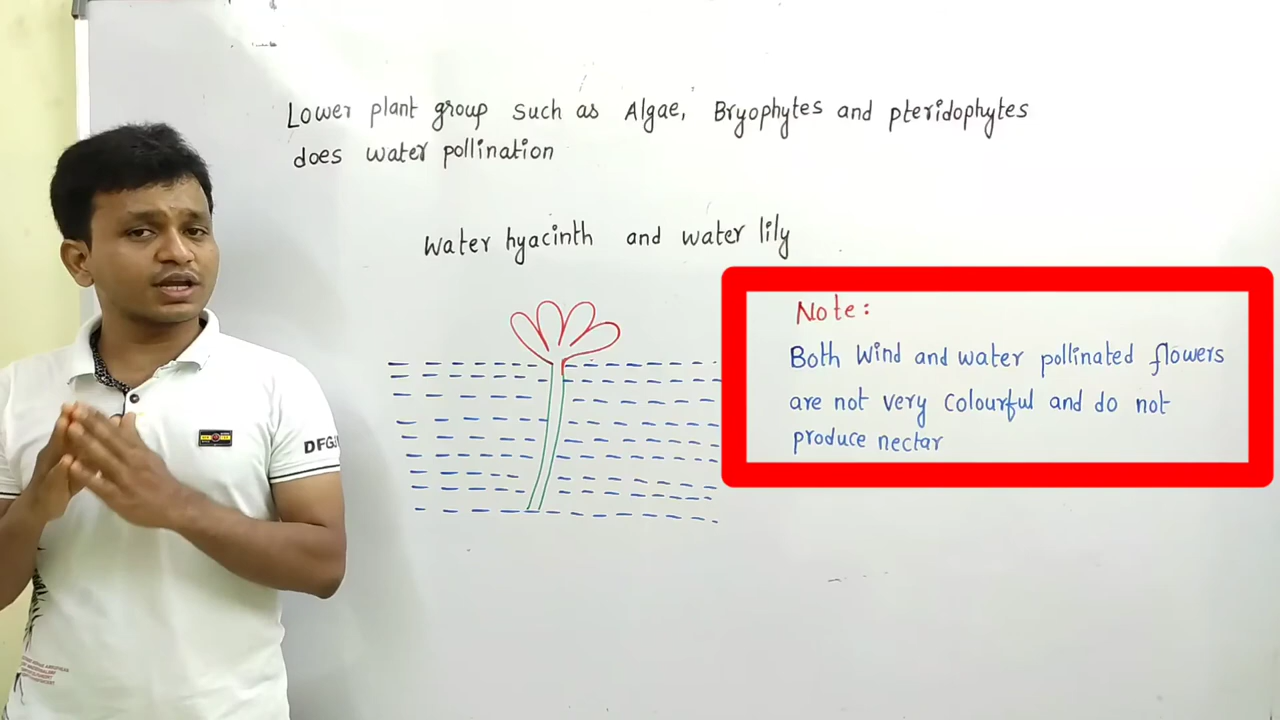 Lower plant group such as Algae, Bryophytes and pteridophytes
does water pollination
water hyacinth and water lily
Note:
Both Wind and water pollinated flowers
are not very colourful and do not
produce nectar
DFGJ